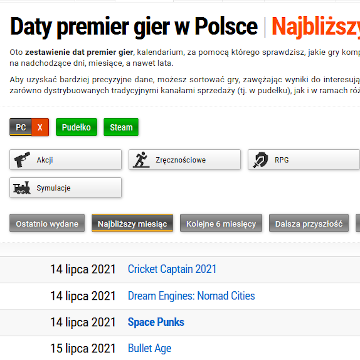 Daty premier gier w Polsce | Najbliższ
Oto zestawienie dat premier gier, kalendarium, za pomocą którego sprawdzisz, jakie gry kom
na nadchodzące dni, miesiące, a nawet lata.
Aby uzyskać bardziej precyzyjne dane, możesz sortować gry, zawężając wyniki do interesują
zarówno dystrybuowanych tradycyjnymi kanałami sprzedaży (tj. w pudełku), jak i w ramach ró
PC X Pudełko Steam
Akcji Zręcznościowe RPG
Symulacje
Ostatnio wydane Najbliższy miesiąc Kolejne 6 miesięcy Dalsza przyszłość
14 lipca 2021 Cricket Captain 2021
14 lipca 2021 Dream Engines: Nomad Cities
14 lipca 2021 Space Punks
15 lipca 2021 Bullet Age